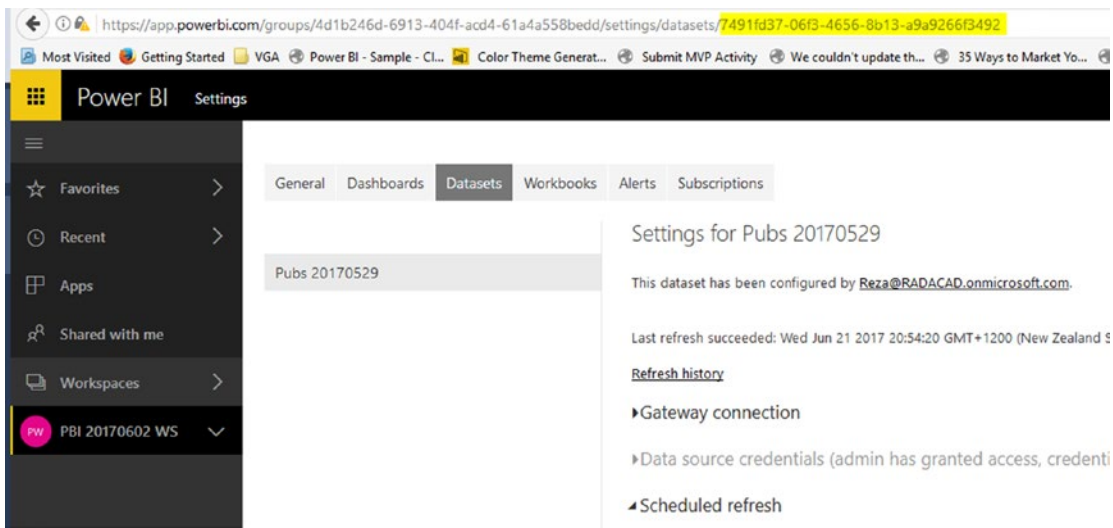 https://app.powerbi.com/groups/4d1b246d-6913-404f-acd4-61a4a558bedd/settings/datasets/7491fd37-06f3-4656-8b13-a9a9266f3492
Most Visited Getting Started VGA Power BI - Sample - Cl... Color Theme Generat... Submit MVP Activity We couldn't update th... 35 Ways to Market Yo...
Power BI Settings
Favorites
Recent
Apps
Shared with me
Workspaces
PW PBI 20170602 WS
General Dashboards Datasets Workbooks Alerts Subscriptions
Pubs 20170529
Settings for Pubs 20170529
This dataset has been configured by Reza@RADACAD.onmicrosoft.com.
Last refresh succeeded: Wed Jun 21 2017 20:54:20 GMT+1200 (New Zealand S
Refresh history
Gateway connection
Data source credentials (admin has granted access, credenti
Scheduled refresh